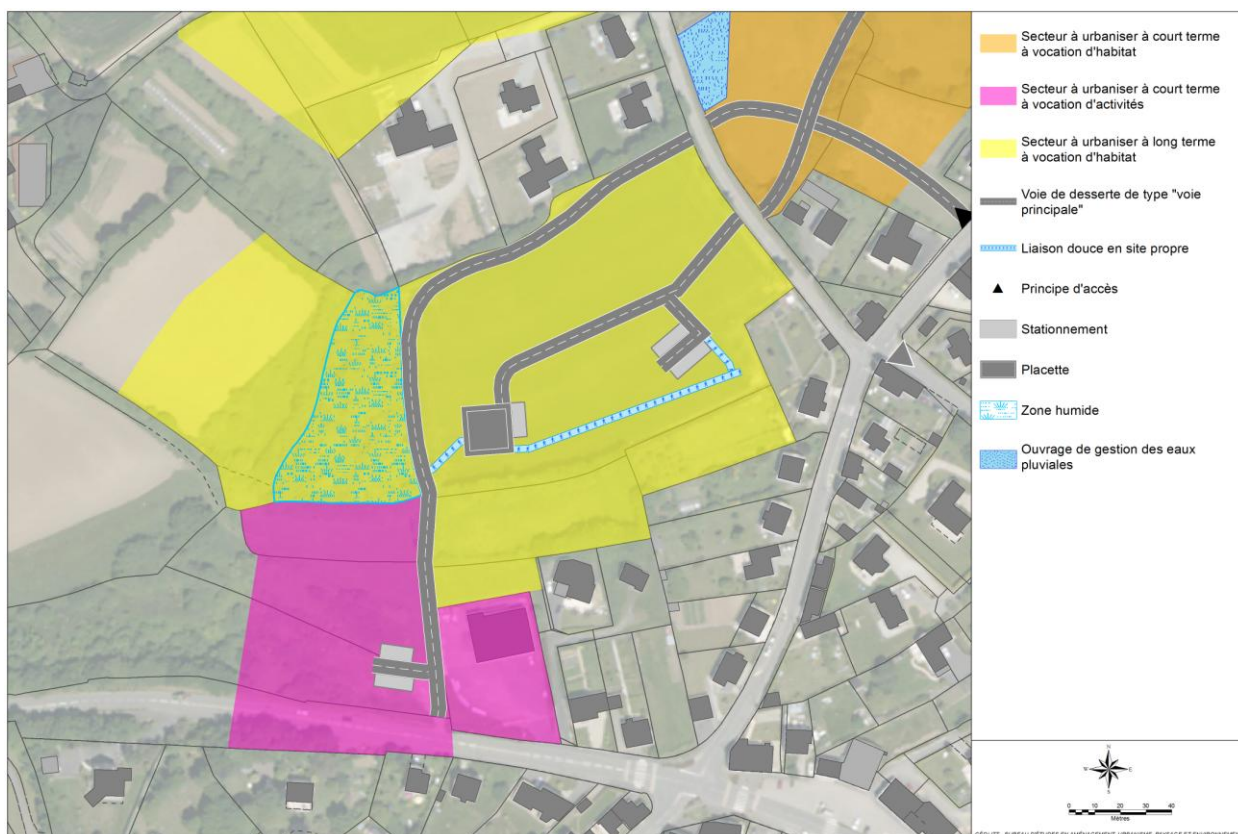 Secteur à urbaniser à court terme
à vocation d'habitat
Secteur à urbaniser à court terme
à vocation d'activités
Secteur à urbaniser à long terme
à vocation d'habitat
Voie de desserte de type "voie
principale"
Liaison douce en site propre
Principe d'accès
Stationnement
Placette
Zone humide
Ouvrage de gestion des eaux
pluviales
N
W E
S
0 10 20 30 40
Mètres